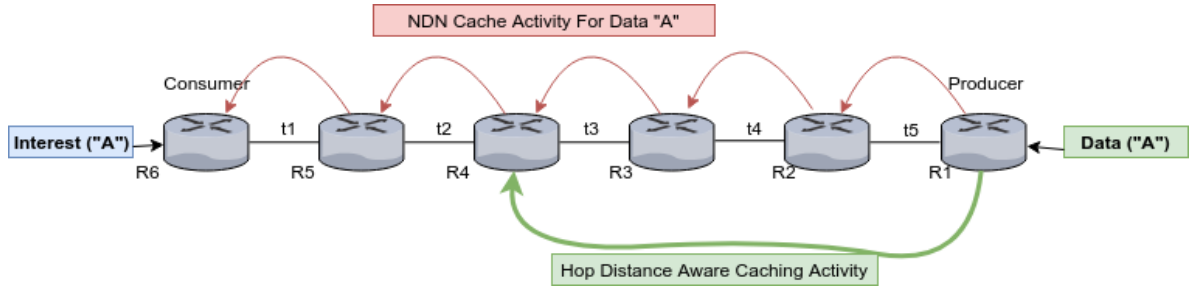 NDN Cache Activity For Data "A"
Consumer
Producer
Interest ("A")
t1
t2
t3
t4
t5
Data ("A")
R6
R5
R4
R3
R2
R1
Hop Distance Aware Caching Activity